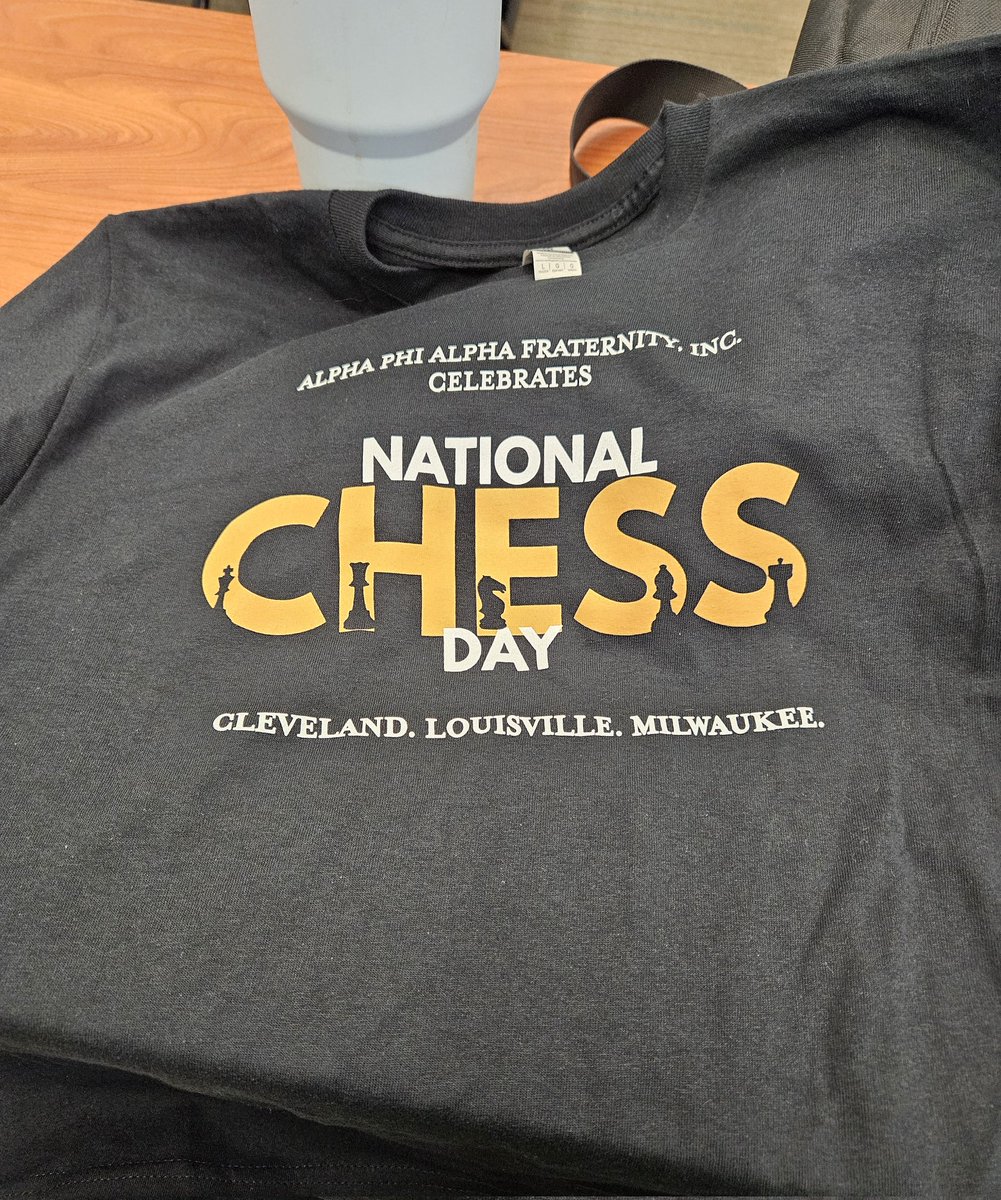 ALPHA PHI ALPHA FRATERNITY, INC.
CELEBRATES
NATIONAL
CHESS
DAY
CLEVELAND. LOUISVILLE. MILWAUKEE.